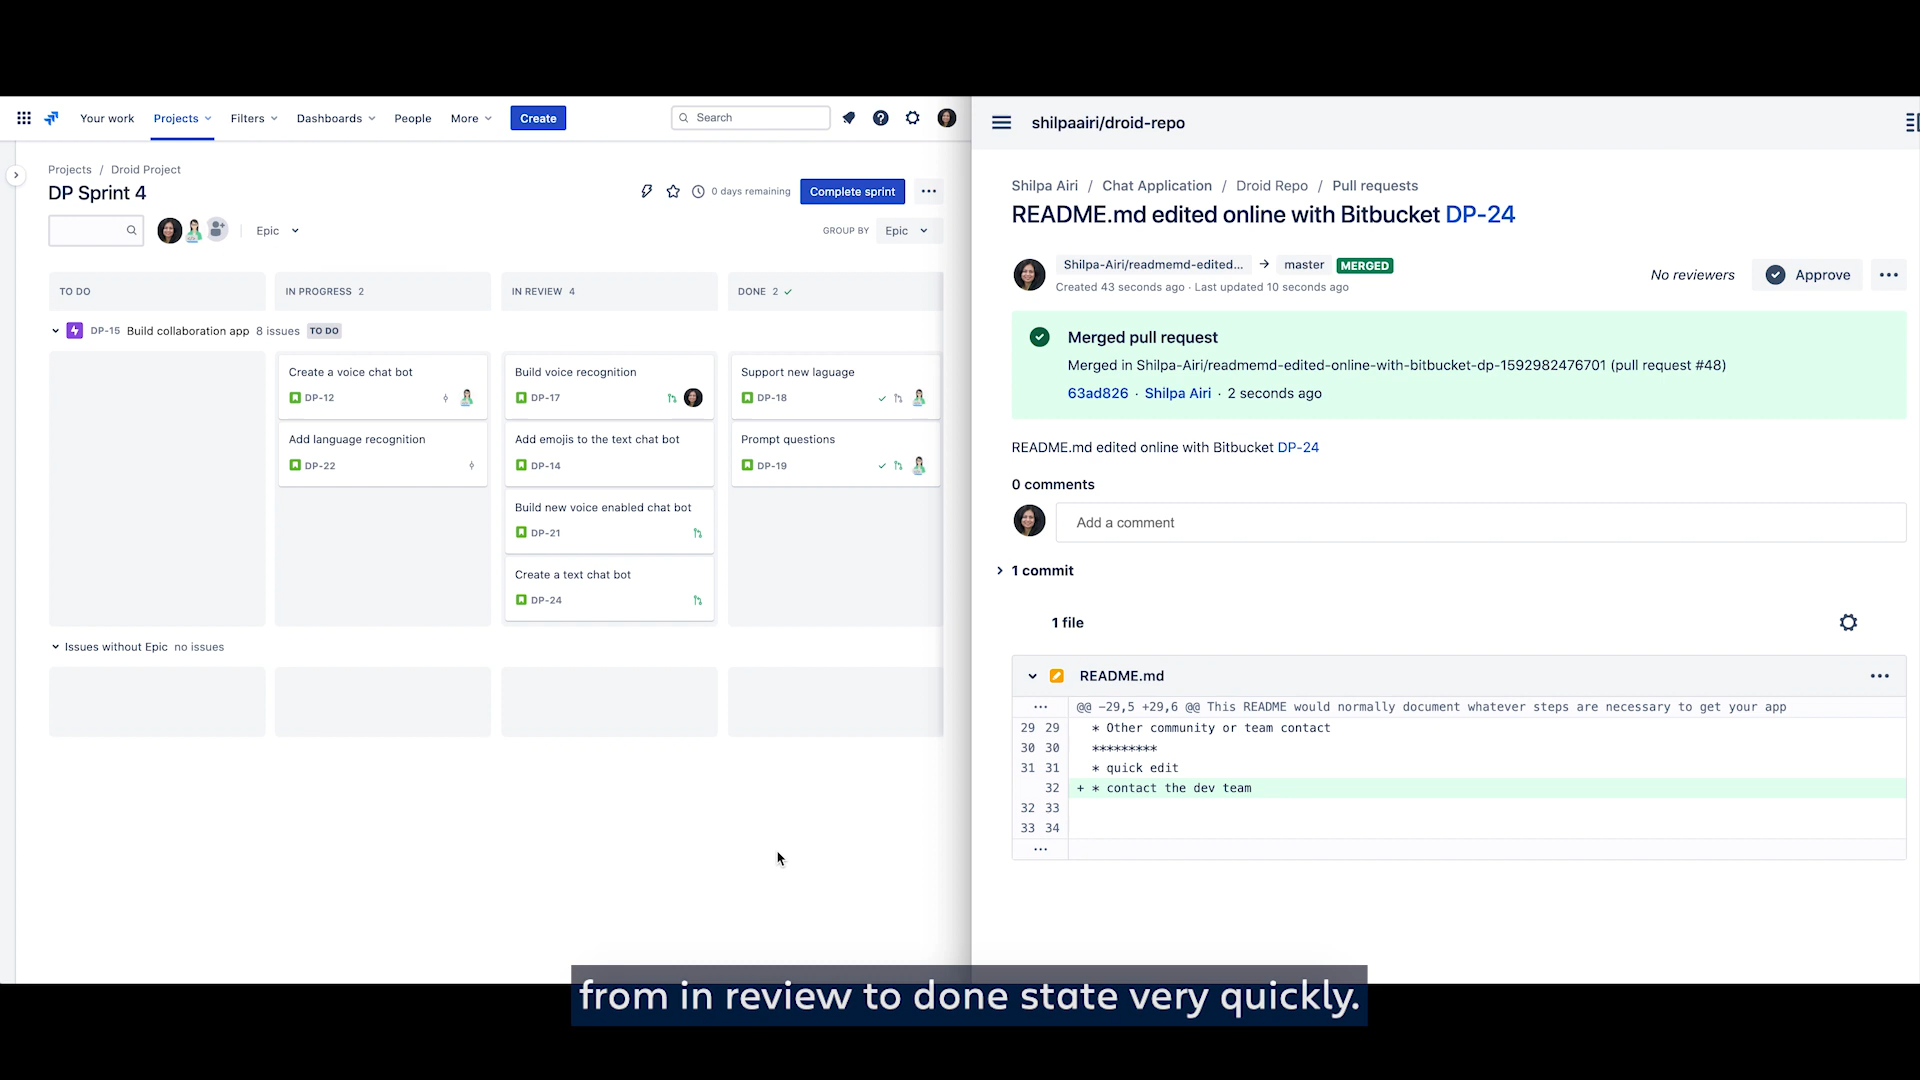 Your work
Projects
Filters
Dashboards
People
More
Create
Search
Projects / Droid Project
DP Sprint 4
0 days remaining
Complete sprint
Epic
GROUP BY
Epic
TO DO
IN PROGRESS 2
IN REVIEW 4
DONE 2
DP-15 Build collaboration app 8 issues TO DO
Create a voice chat bot
DP-12
Add language recognition
DP-22
Build voice recognition
DP-17
Add emojis to the text chat bot
DP-14
Build new voice enabled chat bot
DP-21
Create a text chat bot
DP-24
Support new laguage
DP-18
Prompt questions
DP-19
Issues without Epic no issues
shilpaairi/droid-repo
Shilpa Airi / Chat Application / Droid Repo / Pull requests
README.md edited online with Bitbucket DP-24
Shilpa-Airi/readmemd-edited... → master MERGED
Created 43 seconds ago · Last updated 10 seconds ago
No reviewers
Approve
Merged pull request
Merged in Shilpa-Airi/readmemd-edited-online-with-bitbucket-dp-1592982476701 (pull request #48)
63ad826 · Shilpa Airi · 2 seconds ago
README.md edited online with Bitbucket DP-24
0 comments
Add a comment
1 commit
1 file
README.md
@@ -29,5 +29,6 @@ This README would normally document whatever steps are necessary to get your app
29 29 * Other community or team contact
30 30 *********
31 31 * quick edit
32 + * contact the dev team
32 33
33 34
from in review to done state very quickly.